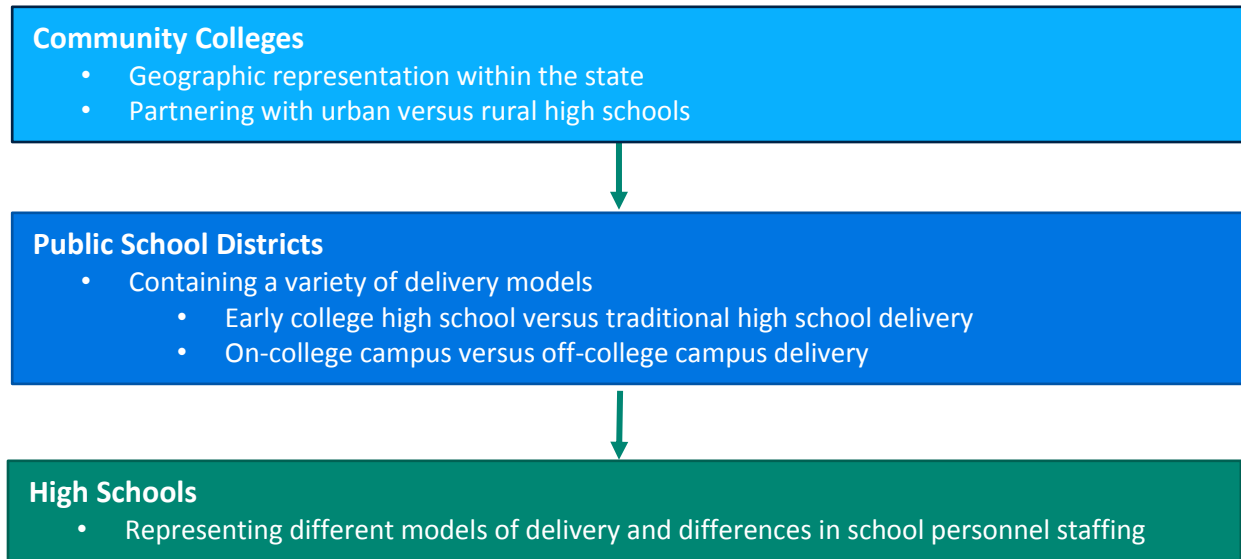 Community Colleges
• Geographic representation within the state
• Partnering with urban versus rural high schools
Public School Districts
• Containing a variety of delivery models
• Early college high school versus traditional high school delivery
• On-college campus versus off-college campus delivery
High Schools
• Representing different models of delivery and differences in school personnel staffing